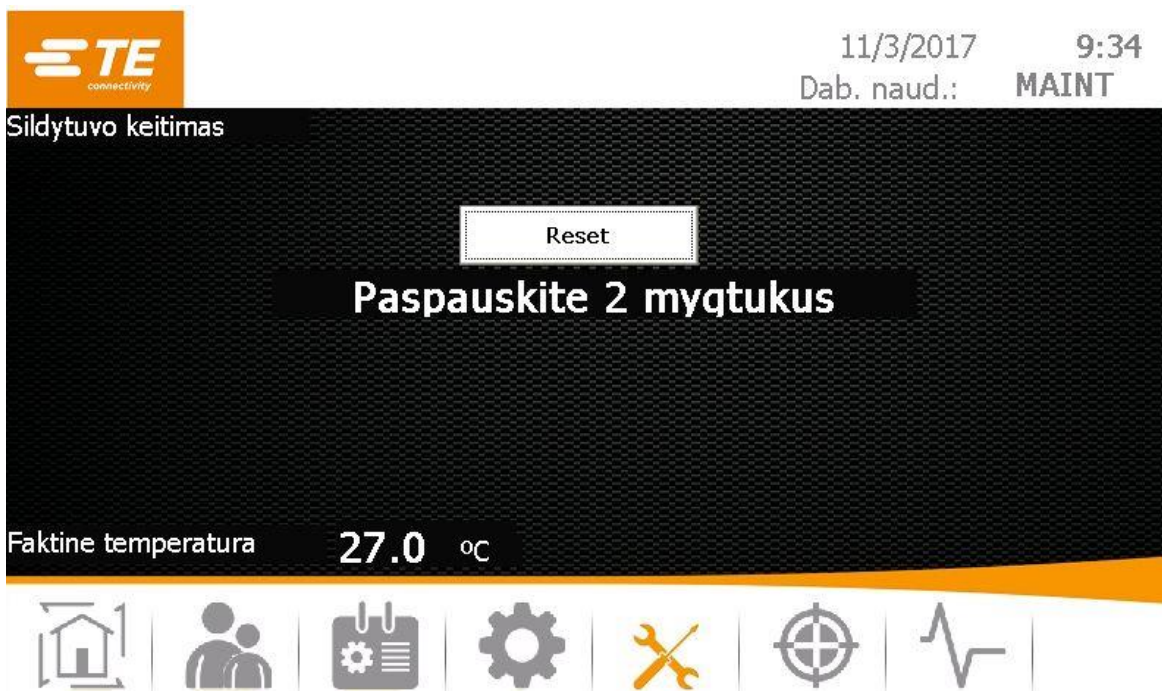 TE
connectivity
11/3/2017 9:34
Dab. naud.: MAINT
Sildytuvo keitimas
Reset
Paspauskite 2 mygtukus
Faktine temperatura 27.0 ºC